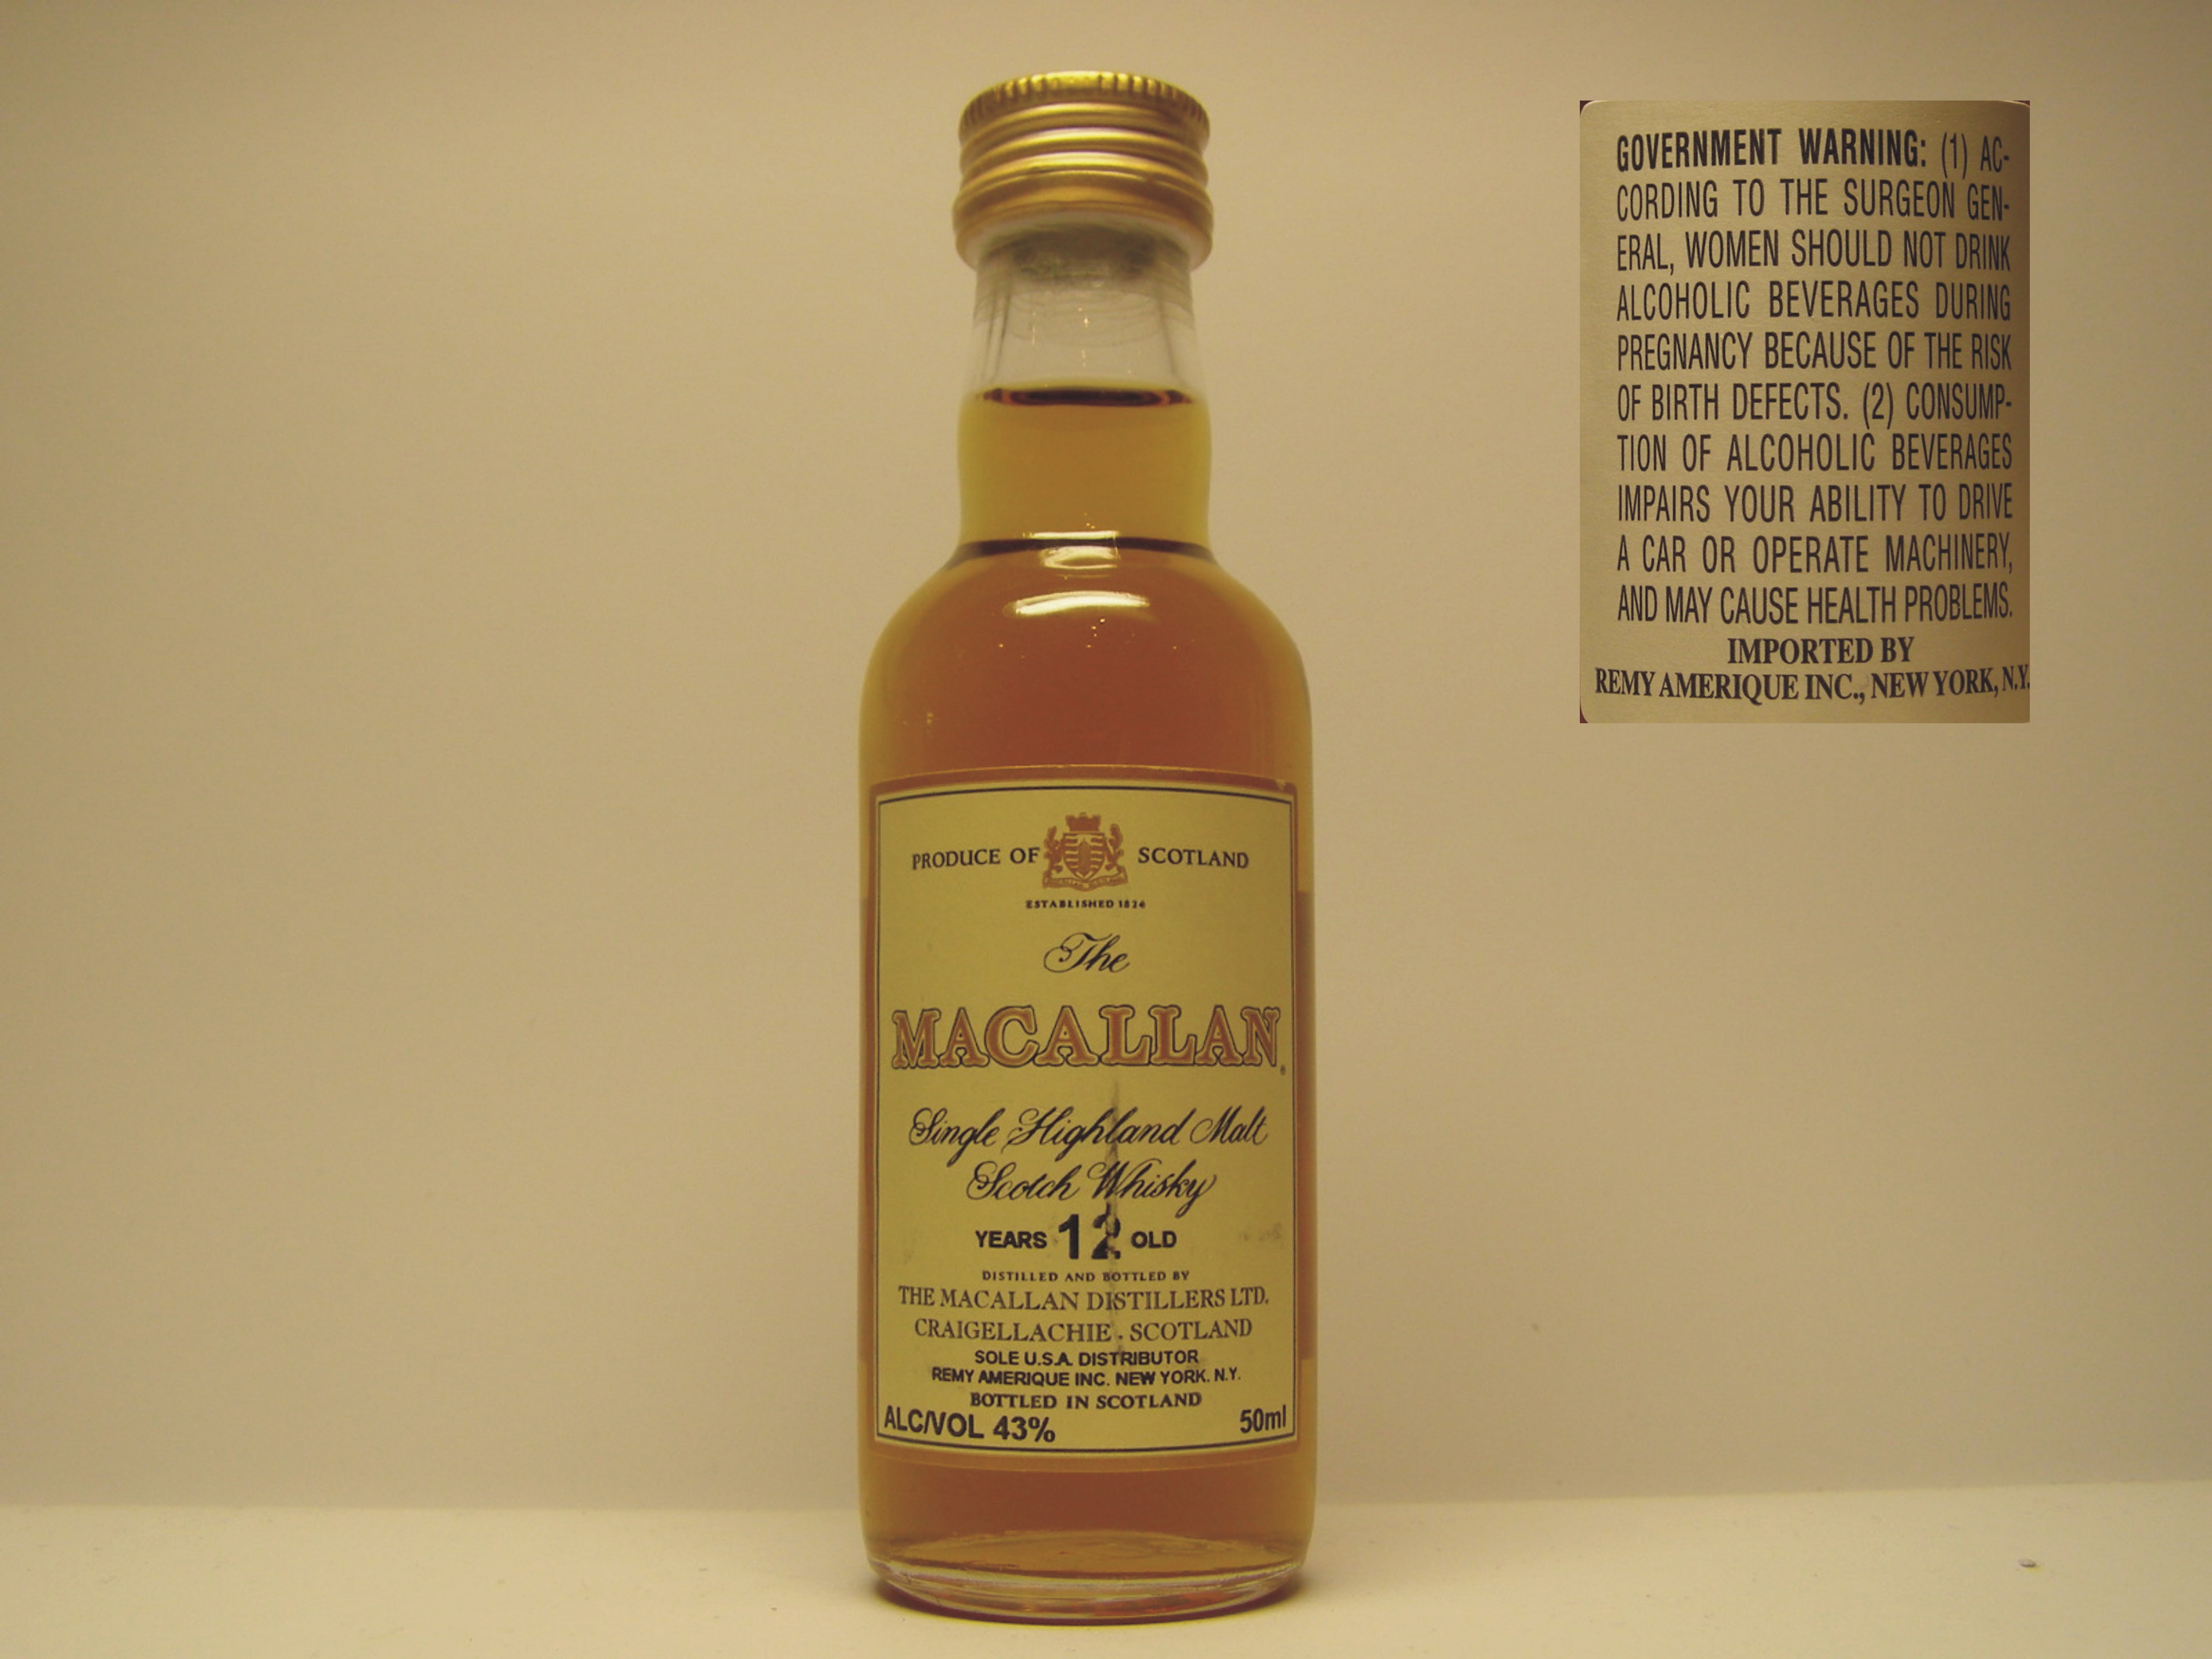 PRODUCE OF SCOTLAND
ESTABLISHED 1824
The
MACALLAN
Single Highland Malt
Scotch Whisky
YEARS 12 OLD
DISTILLED AND BOTTLED BY
THE MACALLAN DISTILLERS LTD.
CRAIGELLACHIE . SCOTLAND
SOLE U.S.A. DISTRIBUTOR
REMY AMERIQUE INC. NEW YORK. N.Y.
BOTTLED IN SCOTLAND
ALC/VOL 43% 50ml
GOVERNMENT WARNING: (1) AC-
CORDING TO THE SURGEON GEN-
ERAL, WOMEN SHOULD NOT DRINK
ALCOHOLIC BEVERAGES DURING
PREGNANCY BECAUSE OF THE RISK
OF BIRTH DEFECTS. (2) CONSUMP-
TION OF ALCOHOLIC BEVERAGES
IMPAIRS YOUR ABILITY TO DRIVE
A CAR OR OPERATE MACHINERY,
AND MAY CAUSE HEALTH PROBLEMS.
IMPORTED BY
REMY AMERIQUE INC., NEW YORK, N.Y.